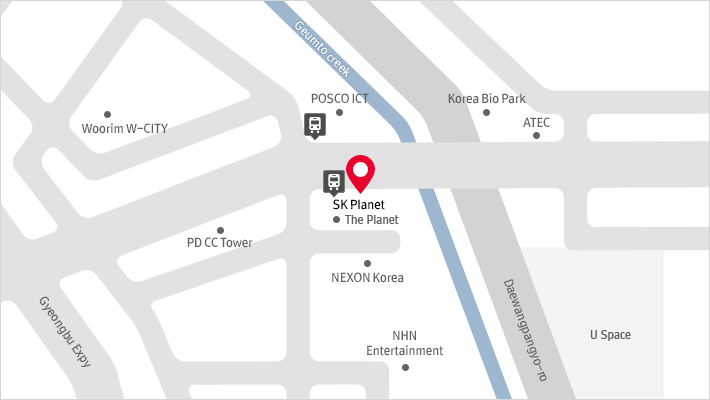 Geumto creek
POSCO ICT
Korea Bio Park
Woorim W-CITY
ATEC
SK Planet
The Planet
PD CC Tower
NEXON Korea
Gyeongbu Expy
Daewangpangyo-ro
NHN
Entertainment
U Space